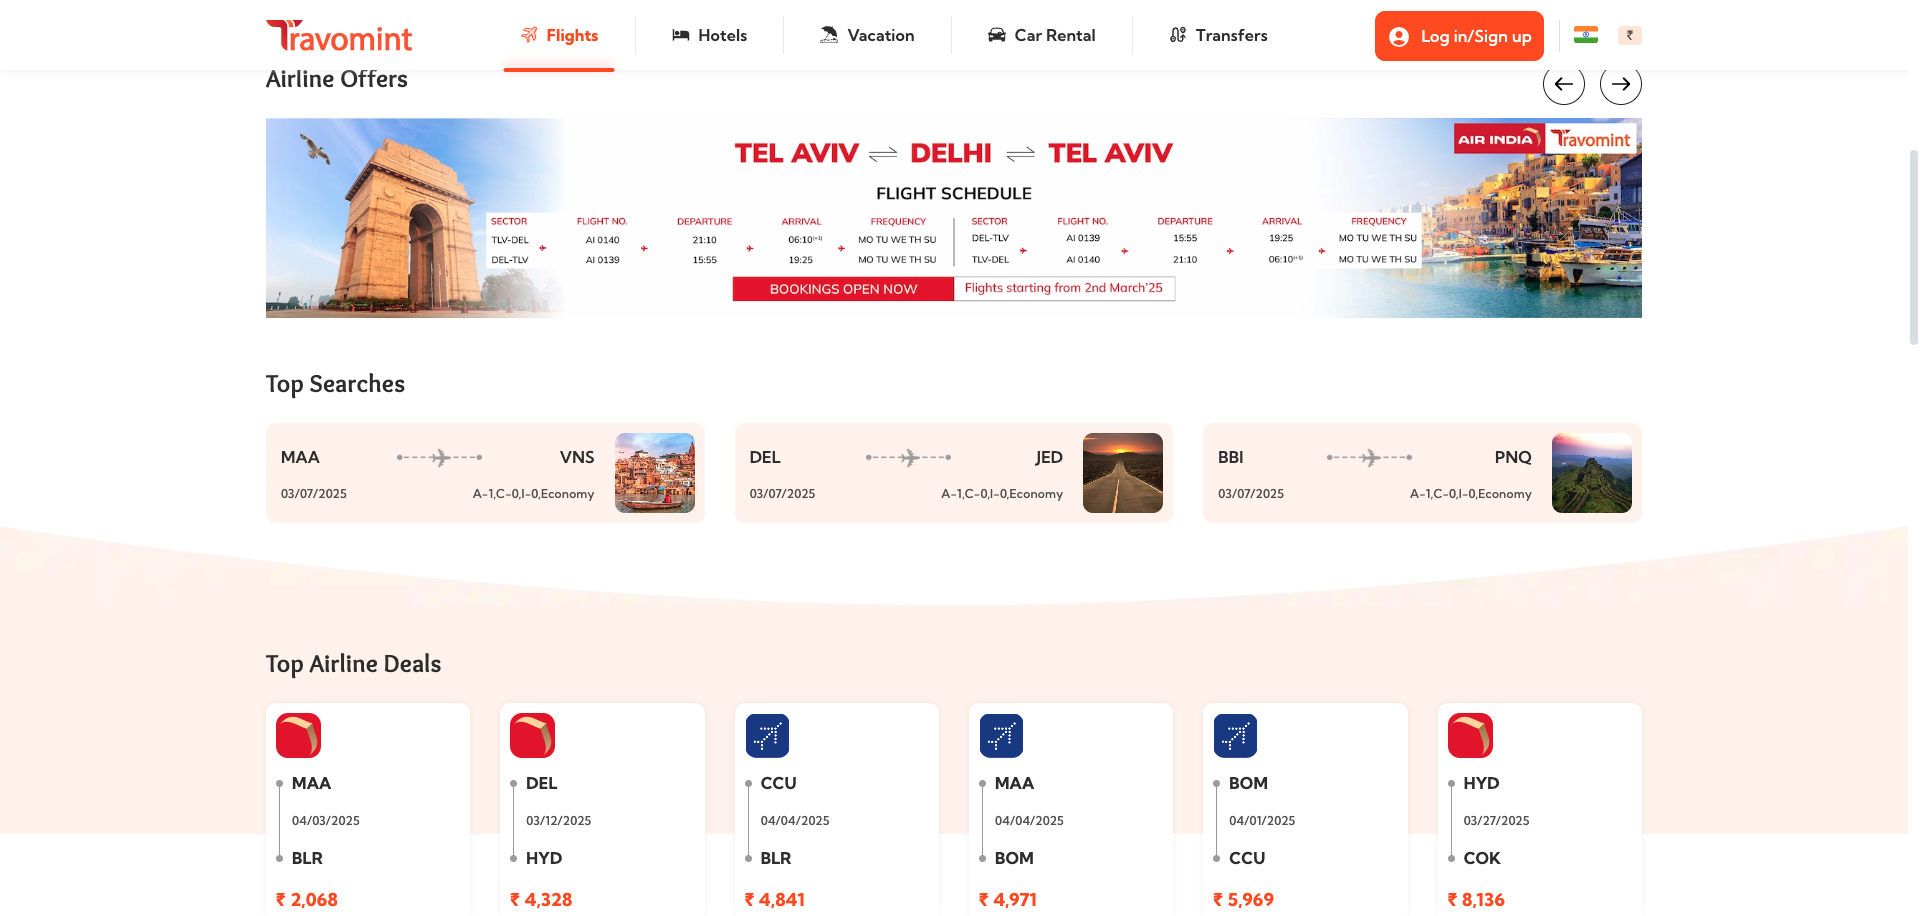 Travomint
Flights
Hotels
Vacation
Car Rental
Transfers
Log in/Sign up
₹
Airline Offers
AIR INDIA
Travomint
TEL AVIV ⇌ DELHI ⇌ TEL AVIV
FLIGHT SCHEDULE
SECTOR FLIGHT NO. DEPARTURE ARRIVAL FREQUENCY
TLV-DEL AI 0140 21:10 06:10(+1) MO TU WE TH SU
DEL-TLV AI 0139 15:55 19:25 MO TU WE TH SU
SECTOR FLIGHT NO. DEPARTURE ARRIVAL FREQUENCY
DEL-TLV AI 0139 15:55 19:25 MO TU WE TH SU
TLV-DEL AI 0140 21:10 06:10(+1) MO TU WE TH SU
BOOKINGS OPEN NOW
Flights starting from 2nd March'25
Top Searches
MAA VNS
03/07/2025 A-1,C-0,I-0,Economy
DEL JED
03/07/2025 A-1,C-0,I-0,Economy
BBI PNQ
03/07/2025 A-1,C-0,I-0,Economy
Top Airline Deals
MAA
04/03/2025
BLR
₹ 2,068
DEL
03/12/2025
HYD
₹ 4,328
CCU
04/04/2025
BLR
₹ 4,841
MAA
04/04/2025
BOM
₹ 4,971
BOM
04/01/2025
CCU
₹ 5,969
HYD
03/27/2025
COK
₹ 8,136